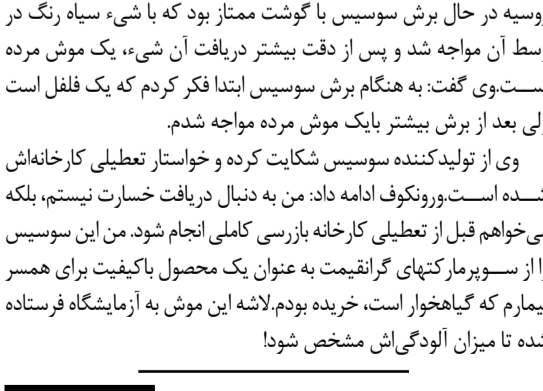 روسیه در حال برش سوسیس با گوشت ممتاز بود که با شیء سیاه رنگ در
وسط آن مواجه شد و پس از دقت بیشتر دریافت آن شیء، یک موش مرده
است.وی گفت: به هنگام برش سوسیس ابتدا فکر کردم که یک فلفل است
ولی بعد از برش بیشتر بایک موش مرده مواجه شدم.
وی از تولیدکننده سوسیس شکایت کرده و خواستار تعطیلی کارخانه‌اش
شده است.ورونکوف ادامه داد: من به دنبال دریافت خسارت نیستم، بلکه
می‌خواهم قبل از تعطیلی کارخانه بازرسی کاملی انجام شود. من این سوسیس
را از سوپرمارکتهای گرانقیمت به عنوان یک محصول باکیفیت برای همسر
بیمارم که گیاهخوار است، خریده بودم.لاشه این موش به آزمایشگاه فرستاده
شده تا میزان آلودگی‌اش مشخص شود!